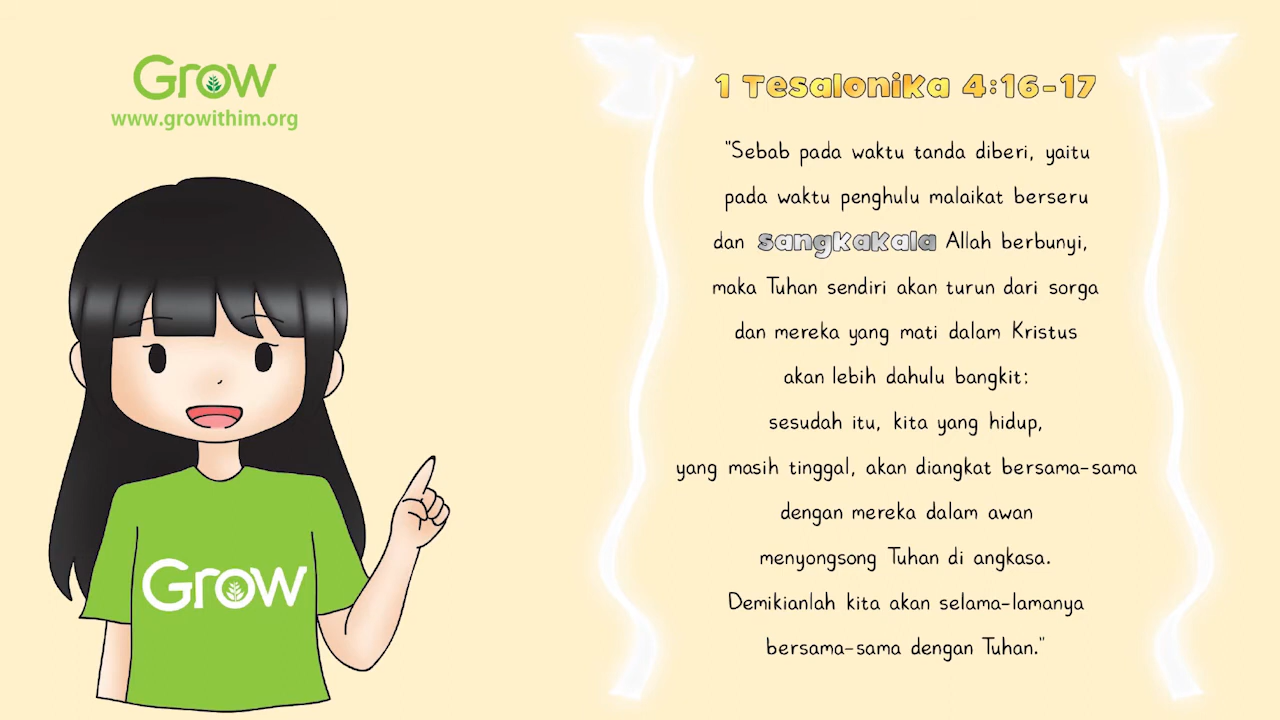 Grow
www.growithim.org
1 Tesalonika 4:16-17
"Sebab pada waktu tanda diberi, yaitu
pada waktu penghulu malaikat berseru
dan sangkakala Allah berbunyi,
maka Tuhan sendiri akan turun dari sorga
dan mereka yang mati dalam Kristus
akan lebih dahulu bangkit:
sesudah itu, kita yang hidup,
yang masih tinggal, akan diangkat bersama-sama
dengan mereka dalam awan
menyongsong Tuhan di angkasa.
Demikianlah kita akan selama-lamanya
bersama-sama dengan Tuhan."
Grow